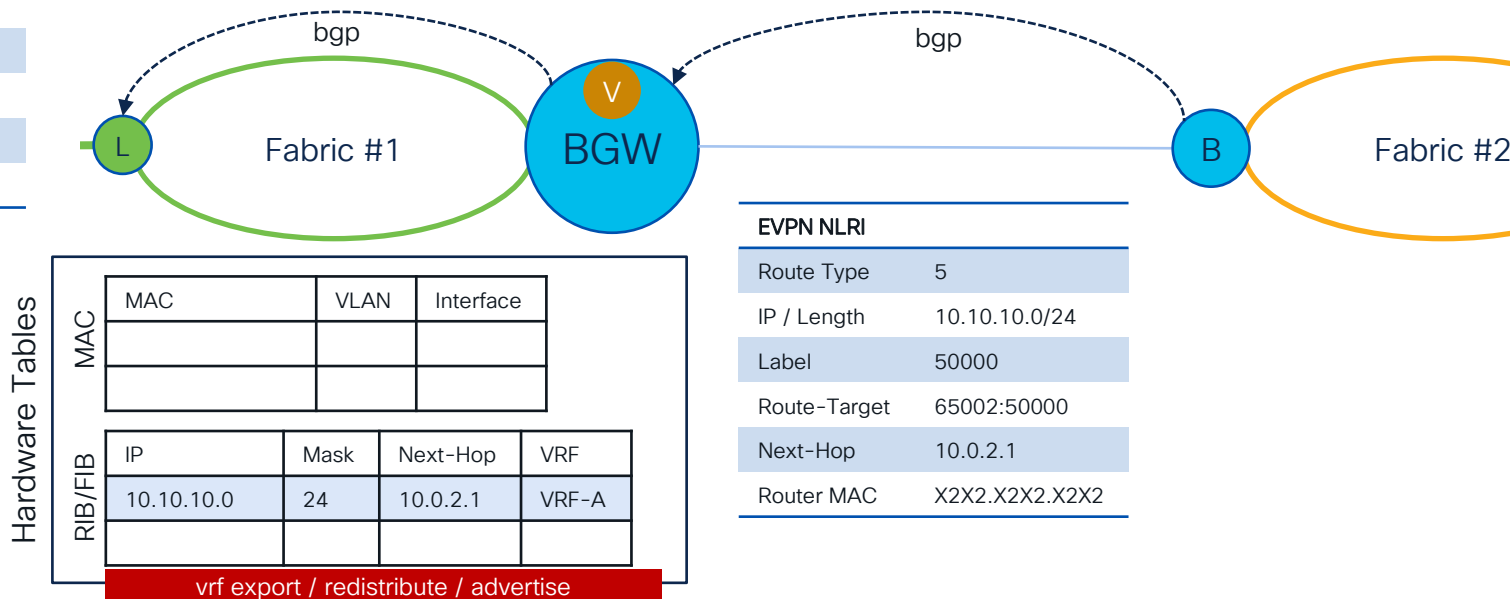 bgp
bgp
V
L
Fabric #1
BGW
B
Fabric #2
Hardware Tables
MAC
MAC VLAN Interface
RIB/FIB
IP Mask Next-Hop VRF
10.10.10.0 24 10.0.2.1 VRF-A
vrf export / redistribute / advertise
EVPN NLRI
Route Type 5
IP / Length 10.10.10.0/24
Label 50000
Route-Target 65002:50000
Next-Hop 10.0.2.1
Router MAC X2X2.X2X2.X2X2